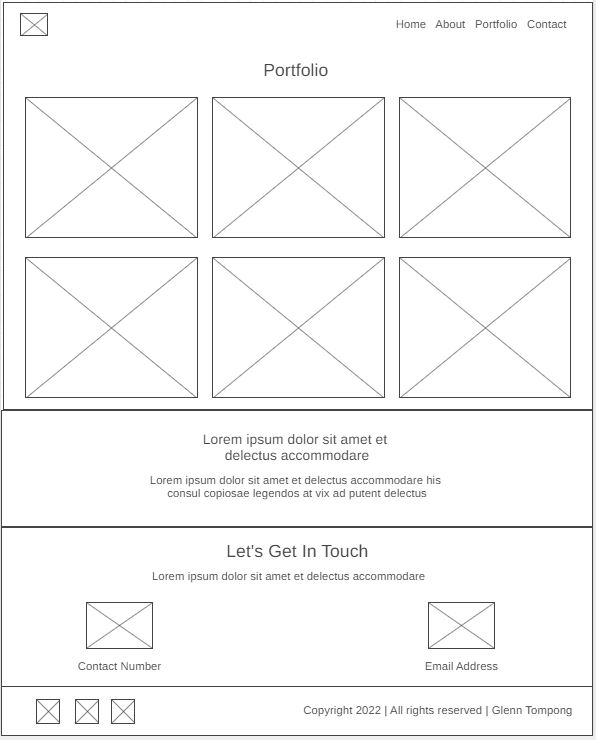 Home About Portfolio Contact
Portfolio
Lorem ipsum dolor sit amet et
delectus accommodare
Lorem ipsum dolor sit amet et delectus accommodare his
consul copiosae legendos at vix ad putent delectus
Let's Get In Touch
Lorem ipsum dolor sit amet et delectus accommodare
Contact Number
Email Address
Copyright 2022 | All rights reserved | Glenn Tompong